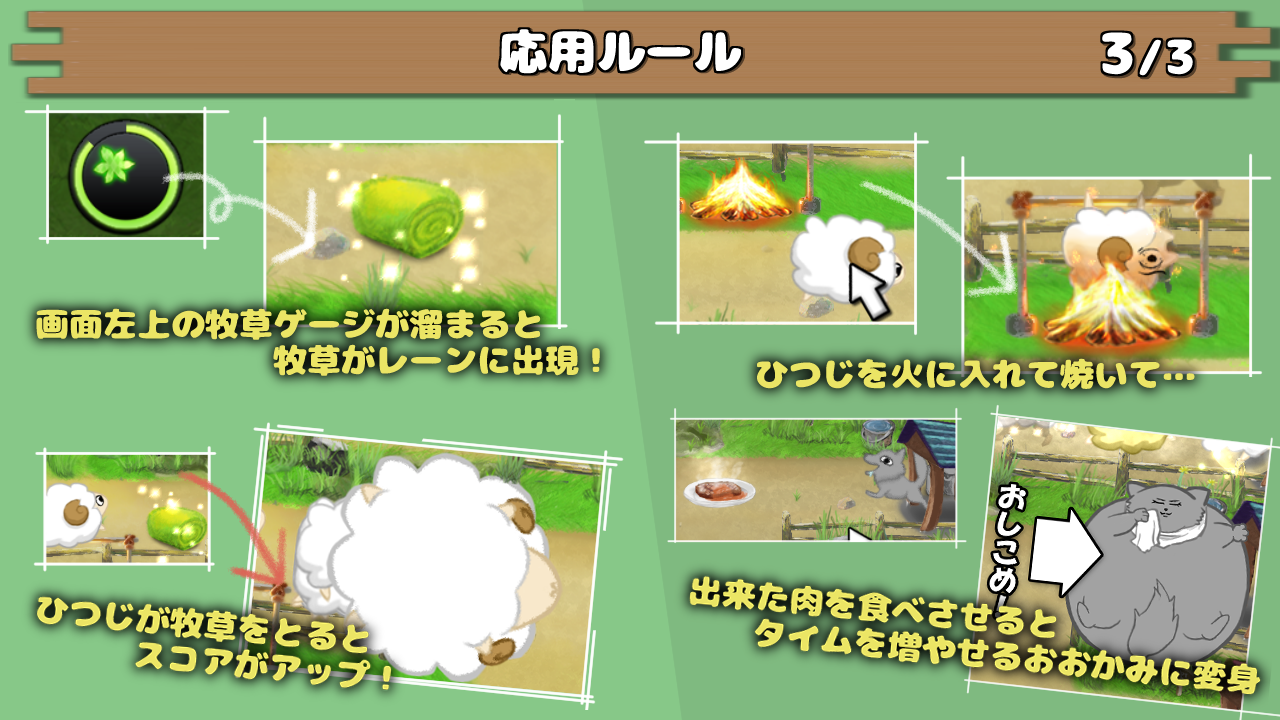 応用ルール
3/3
画面左上の牧草ゲージが溜まると
牧草がレーンに出現！
ひつじが牧草をとると
スコアがアップ！
ひつじを火に入れて焼いて…
おしこめ！
出来た肉を食べさせると
タイムを増やせるおおかみに変身